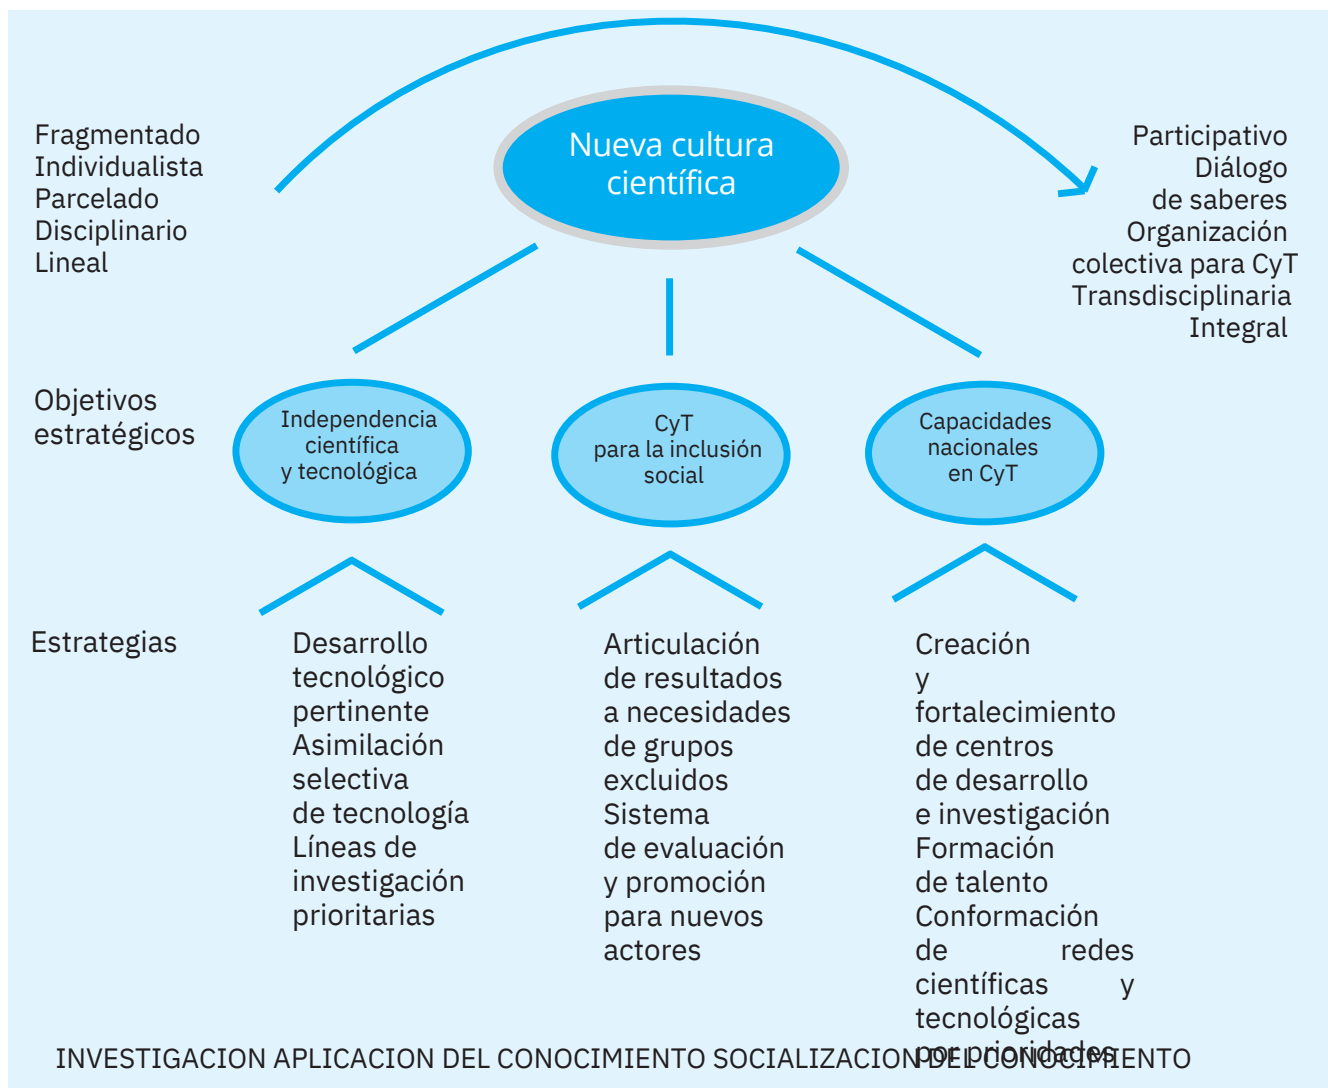 Nueva cultura
científica
Fragmentado
Individualista
Parcelado
Disciplinario
Lineal
Participativo
Diálogo
de saberes
Organización
colectiva para CyT
Transdisciplinaria
Integral
Objetivos
estratégicos
Independencia
científica
y tecnológica
CyT
para la inclusión
social
Capacidades
nacionales
en CyT
Estrategias
Desarrollo
tecnológico
pertinente
Asimilación
selectiva
de tecnología
Líneas de
investigación
prioritarias
Articulación
de resultados
a necesidades
de grupos
excluidos
Sistema
de evaluación
y promoción
para nuevos
actores
Creación
y
fortalecimiento
de centros
de desarrollo
e investigación
Formación
de talento
Conformación
de redes
científicas y
tecnológicas
por prioridades
INVESTIGACION APLICACION DEL CONOCIMIENTO SOCIALIZACION DEL CONOCIMIENTO